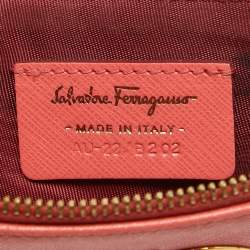 Salvatore Ferragamo
MADE IN ITALY
AU-22 B202